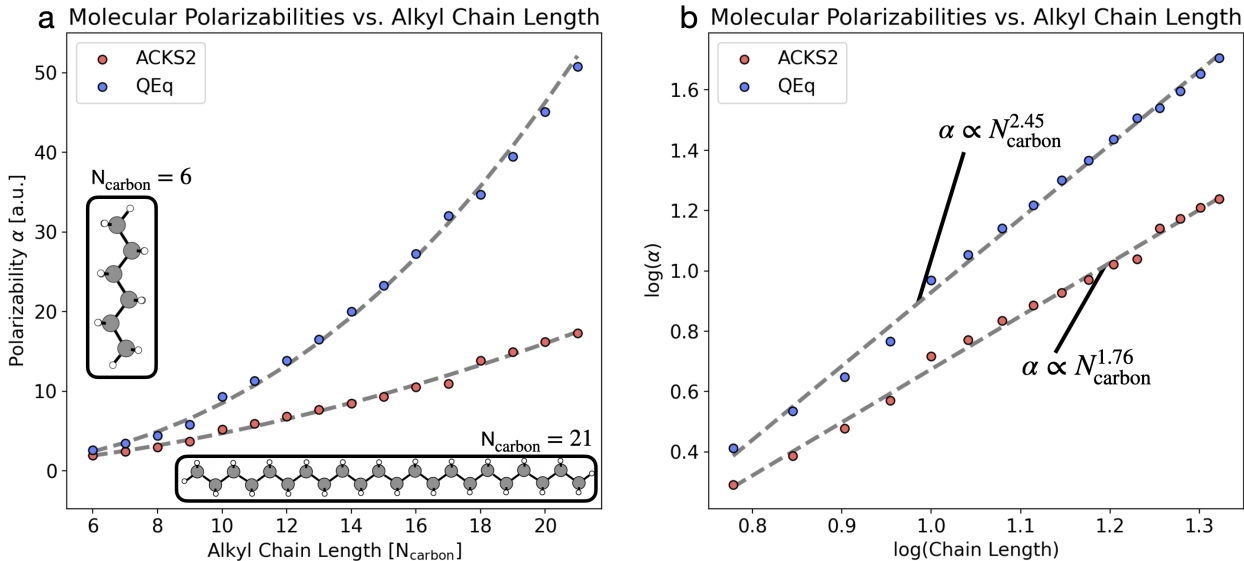 a Molecular Polarizabilities vs. Alkyl Chain Length
ACKS2
QEq
50
40
30
20
10
0
Polarizability α [a.u.]
N_carbon = 6
N_carbon = 21
6 8 10 12 14 16 18 20
Alkyl Chain Length [N_carbon]
b Molecular Polarizabilities vs. Alkyl Chain Length
ACKS2
QEq
1.6
1.4
1.2
1.0
0.8
0.6
0.4
log(α)
α ∝ N_carbon^2.45
α ∝ N_carbon^1.76
0.8 0.9 1.0 1.1 1.2 1.3
log(Chain Length)